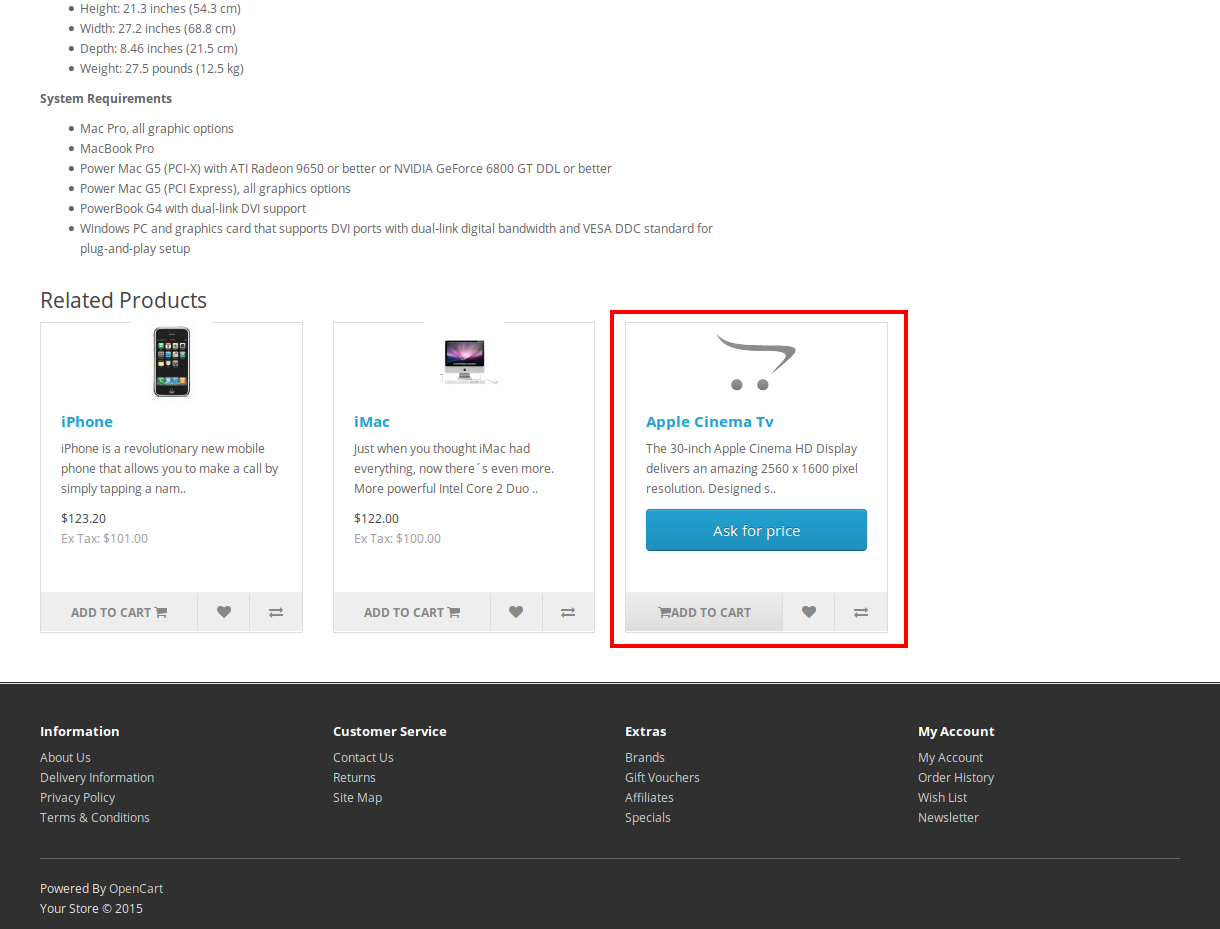 Height: 21.3 inches (54.3 cm)
Width: 27.2 inches (68.8 cm)
Depth: 8.46 inches (21.5 cm)
Weight: 27.5 pounds (12.5 kg)
System Requirements
Mac Pro, all graphic options
MacBook Pro
Power Mac G5 (PCI-X) with ATI Radeon 9650 or better or NVIDIA GeForce 6800 GT DDL or better
Power Mac G5 (PCI Express), all graphics options
PowerBook G4 with dual-link DVI support
Windows PC and graphics card that supports DVI ports with dual-link digital bandwidth and VESA DDC standard for
plug-and-play setup
Related Products
iPhone
iPhone is a revolutionary new mobile
phone that allows you to make a call by
simply tapping a nam..
$123.20
Ex Tax: $101.00
ADD TO CART
iMac
Just when you thought iMac had
everything, now there´s even more.
More powerful Intel Core 2 Duo ..
$122.00
Ex Tax: $100.00
ADD TO CART
Apple Cinema Tv
The 30-inch Apple Cinema HD Display
delivers an amazing 2560 x 1600 pixel
resolution. Designed s..
Ask for price
ADD TO CART
Information
About Us
Delivery Information
Privacy Policy
Terms & Conditions
Customer Service
Contact Us
Returns
Site Map
Extras
Brands
Gift Vouchers
Affiliates
Specials
My Account
My Account
Order History
Wish List
Newsletter
Powered By OpenCart
Your Store © 2015